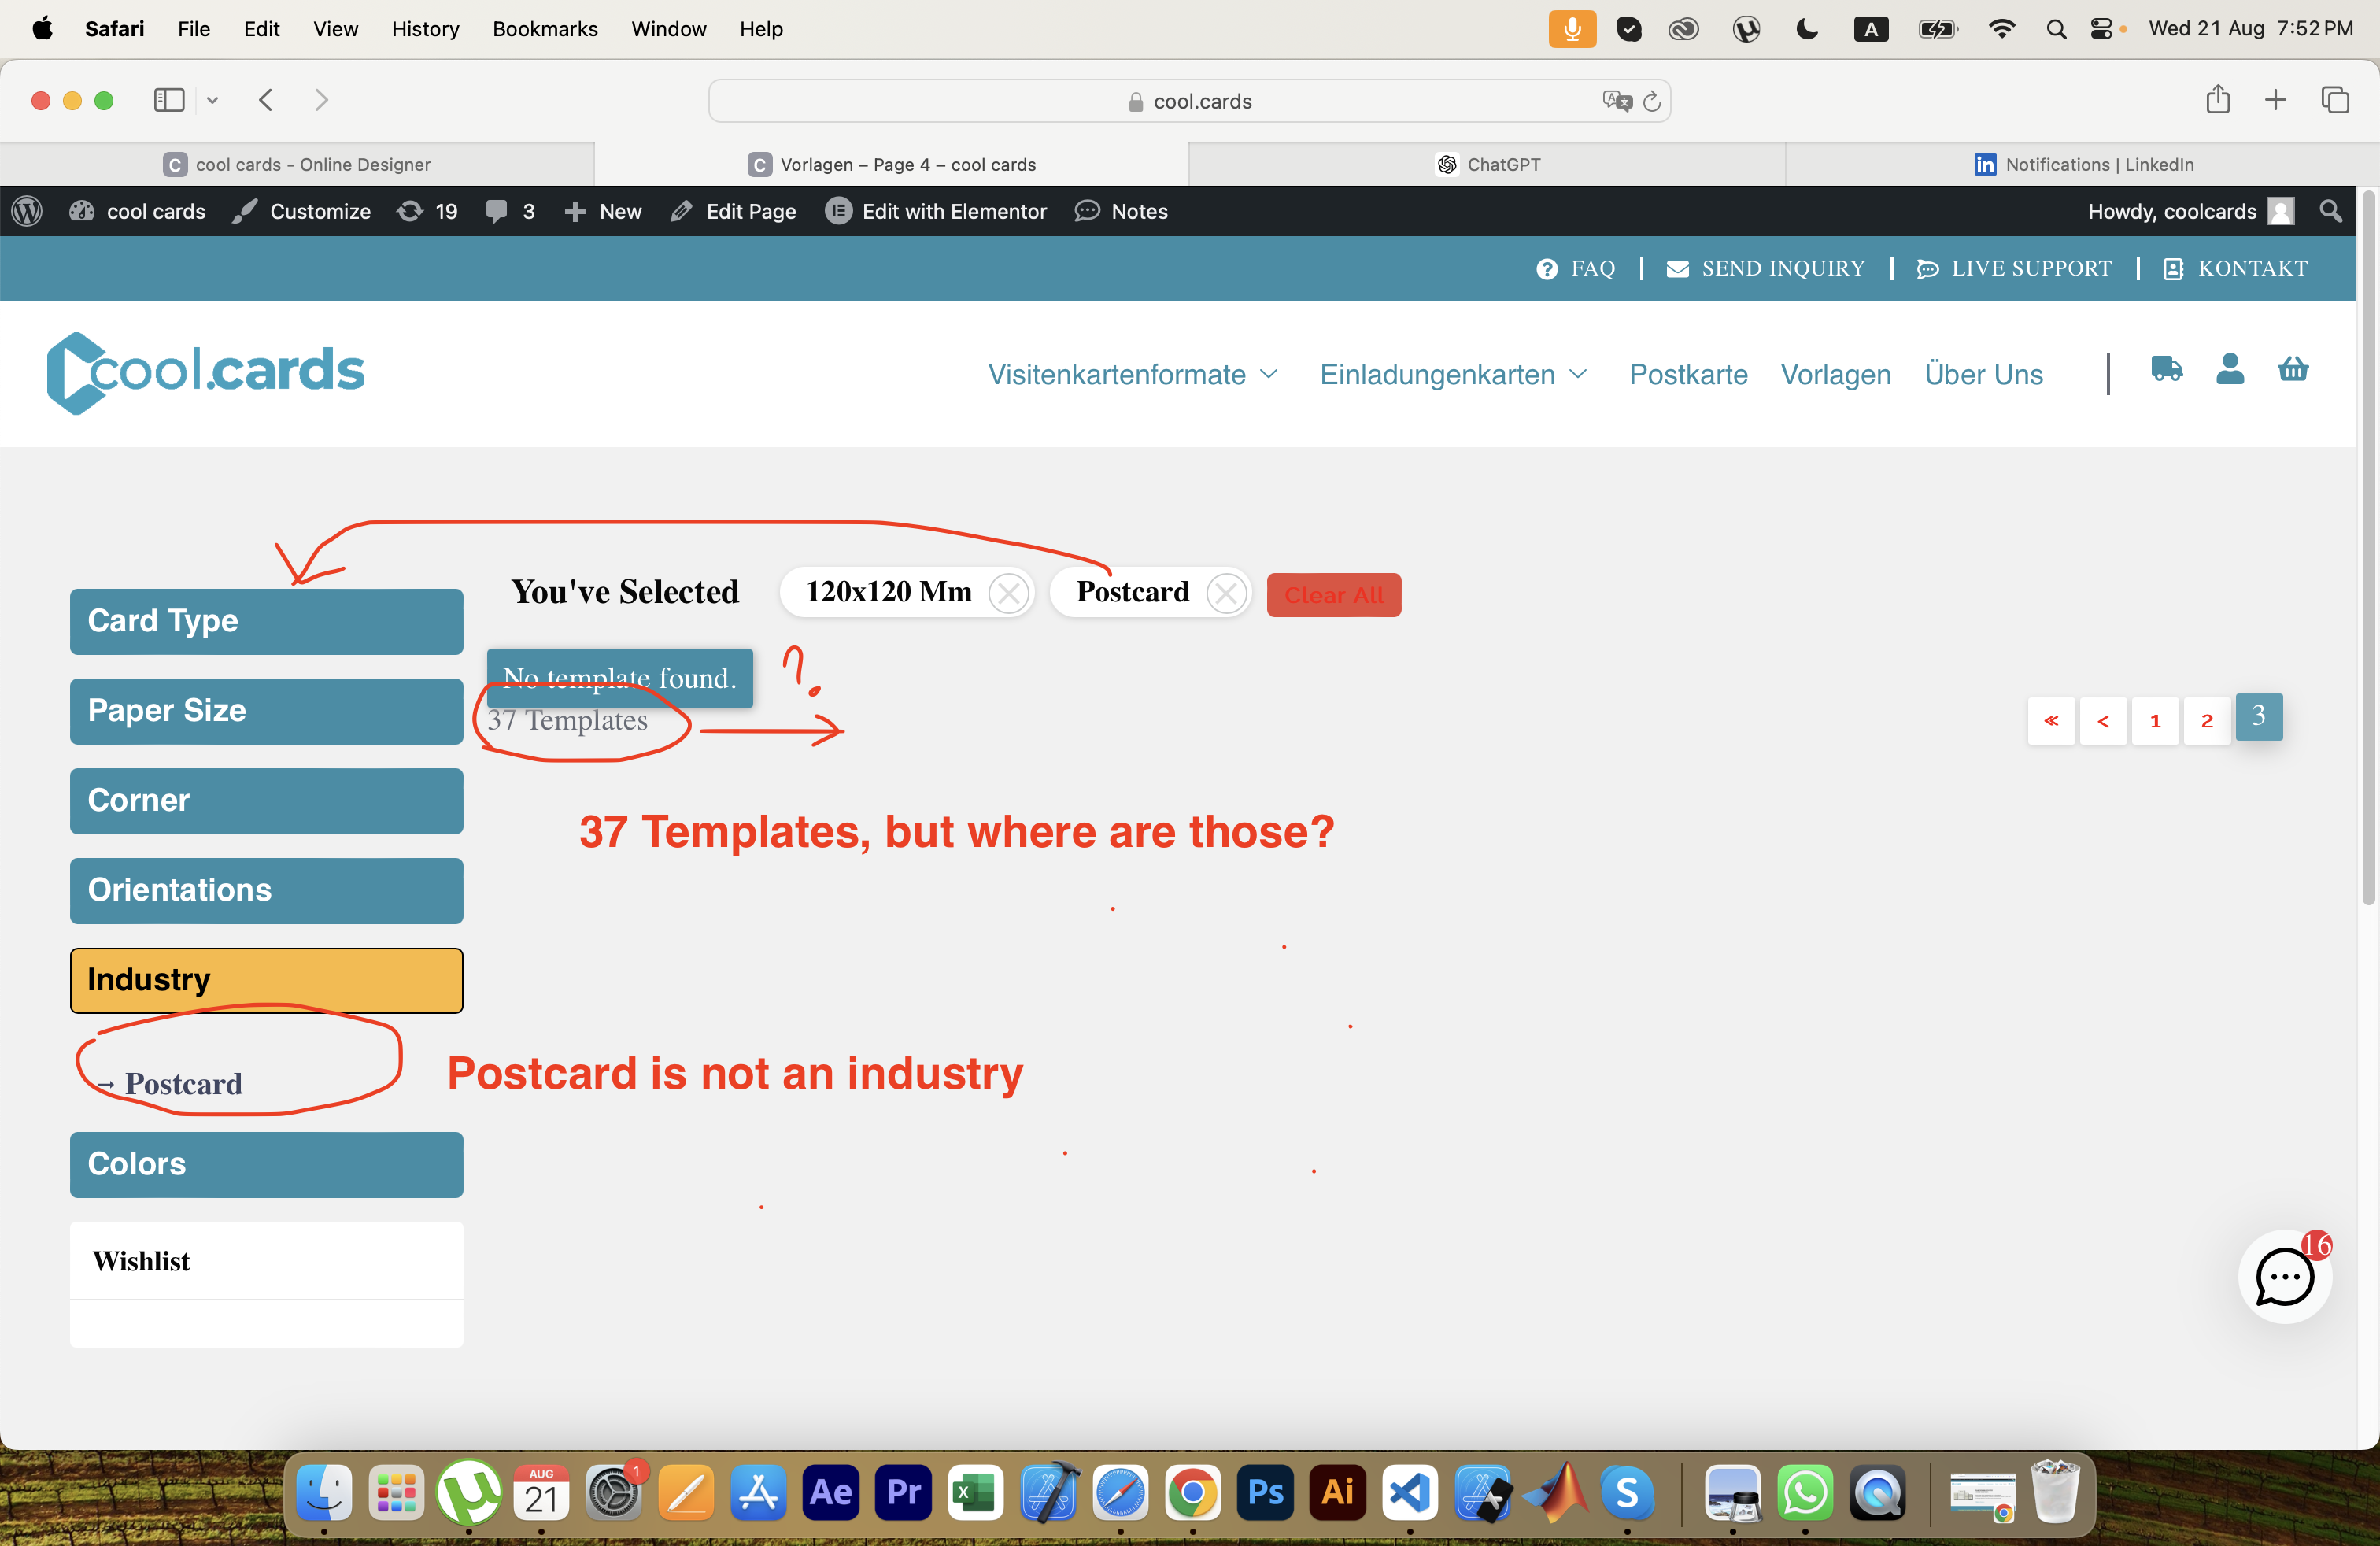 Safari File Edit View History Bookmarks Window Help A Wed 21 Aug 7:52 PM
cool.cards
C cool cards - Online Designer
C Vorlagen – Page 4 – cool cards
ChatGPT
in Notifications | LinkedIn
cool cards Customize 19 3 New Edit Page Edit with Elementor Notes Howdy, coolcards
FAQ | SEND INQUIRY | LIVE SUPPORT | KONTAKT
cool.cards
Visitenkartenformate Einladungenkarten Postkarte Vorlagen Über Uns
You've Selected 120x120 Mm Postcard Clear All
Card Type
No template found. ?
Paper Size
37 Templates
« < 1 2 3
Corner
37 Templates, but where are those?
Orientations
Industry
→ Postcard
Postcard is not an industry
Colors
Wishlist
16
AUG
21
1
Ae
Pr
X
Ps
Ai
S